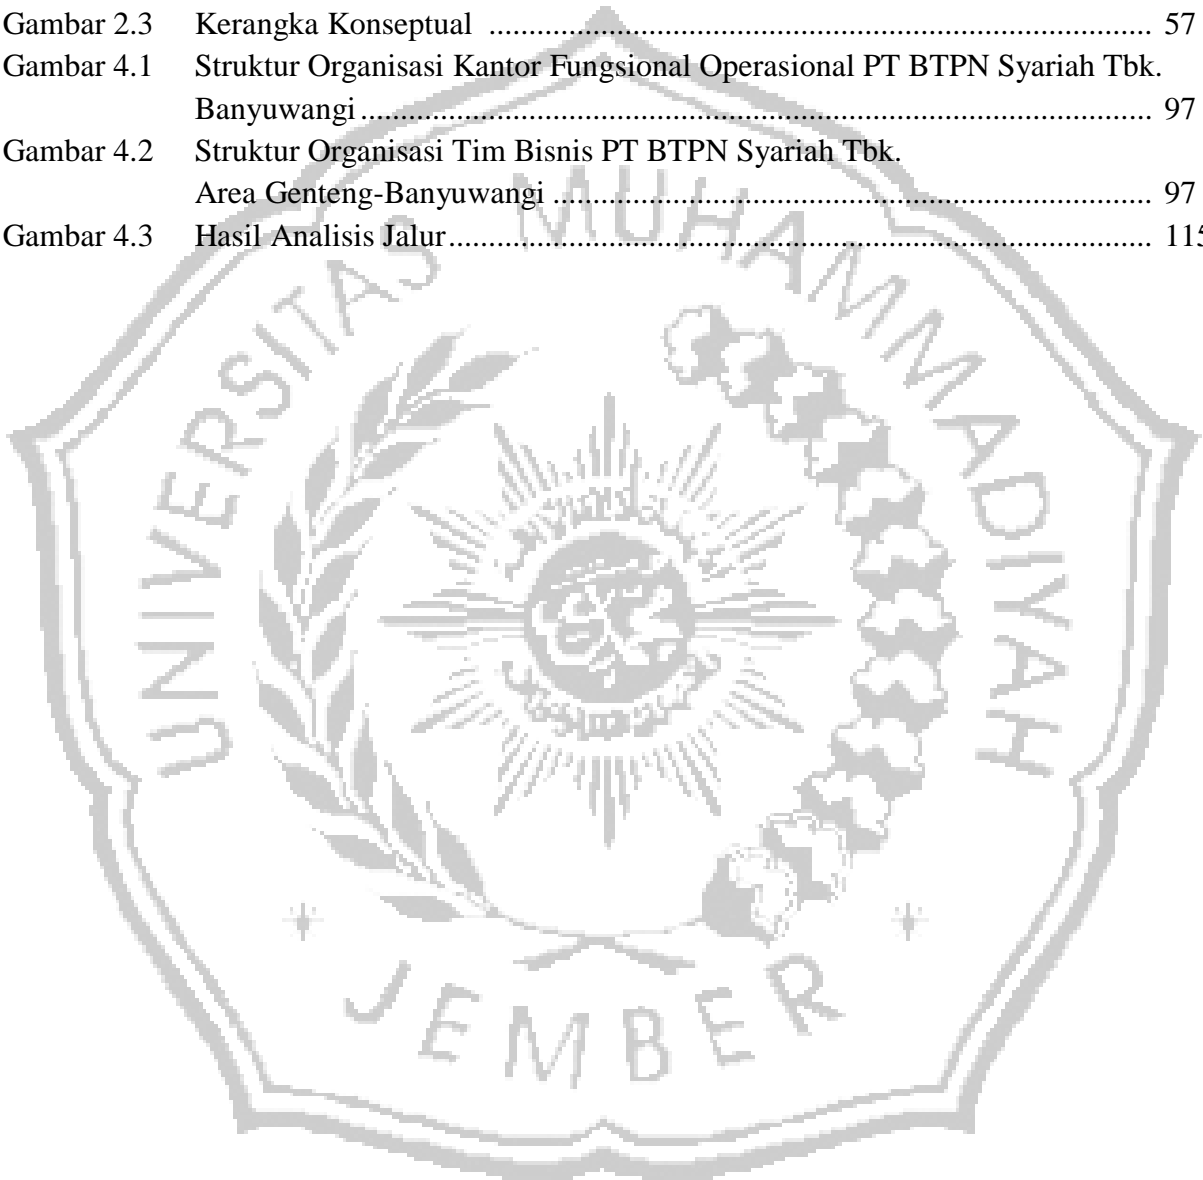 Gambar 2.3 Kerangka Konseptual ........................................................................ 57
Gambar 4.1 Struktur Organisasi Kantor Fungsional Operasional PT BTPN Syariah Tbk.
Banyuwangi ........................................................................ 97
Gambar 4.2 Struktur Organisasi Tim Bisnis PT BTPN Syariah Tbk.
Area Genteng-Banyuwangi ........................................................................ 97
Gambar 4.3 Hasil Analisis Jalur ........................................................................ 115
UNIVERSITAS MUHAMMADIYAH
JEMBER